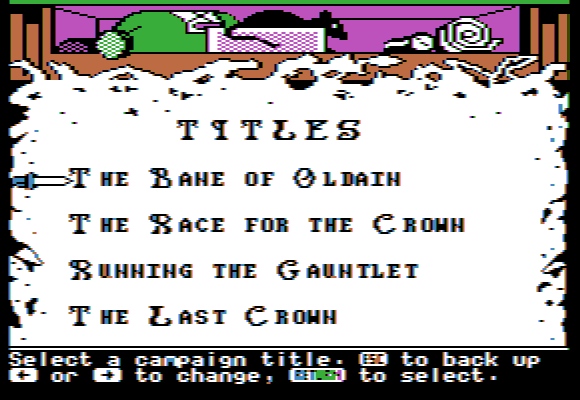 TITLES
THE BANE OF OLDAIN
THE RACE FOR THE CROWN
RUNNING THE GAUNTLET
THE LAST CROWN
Select a campaign title. ESC to back up
← or → to change, RETURN to select.